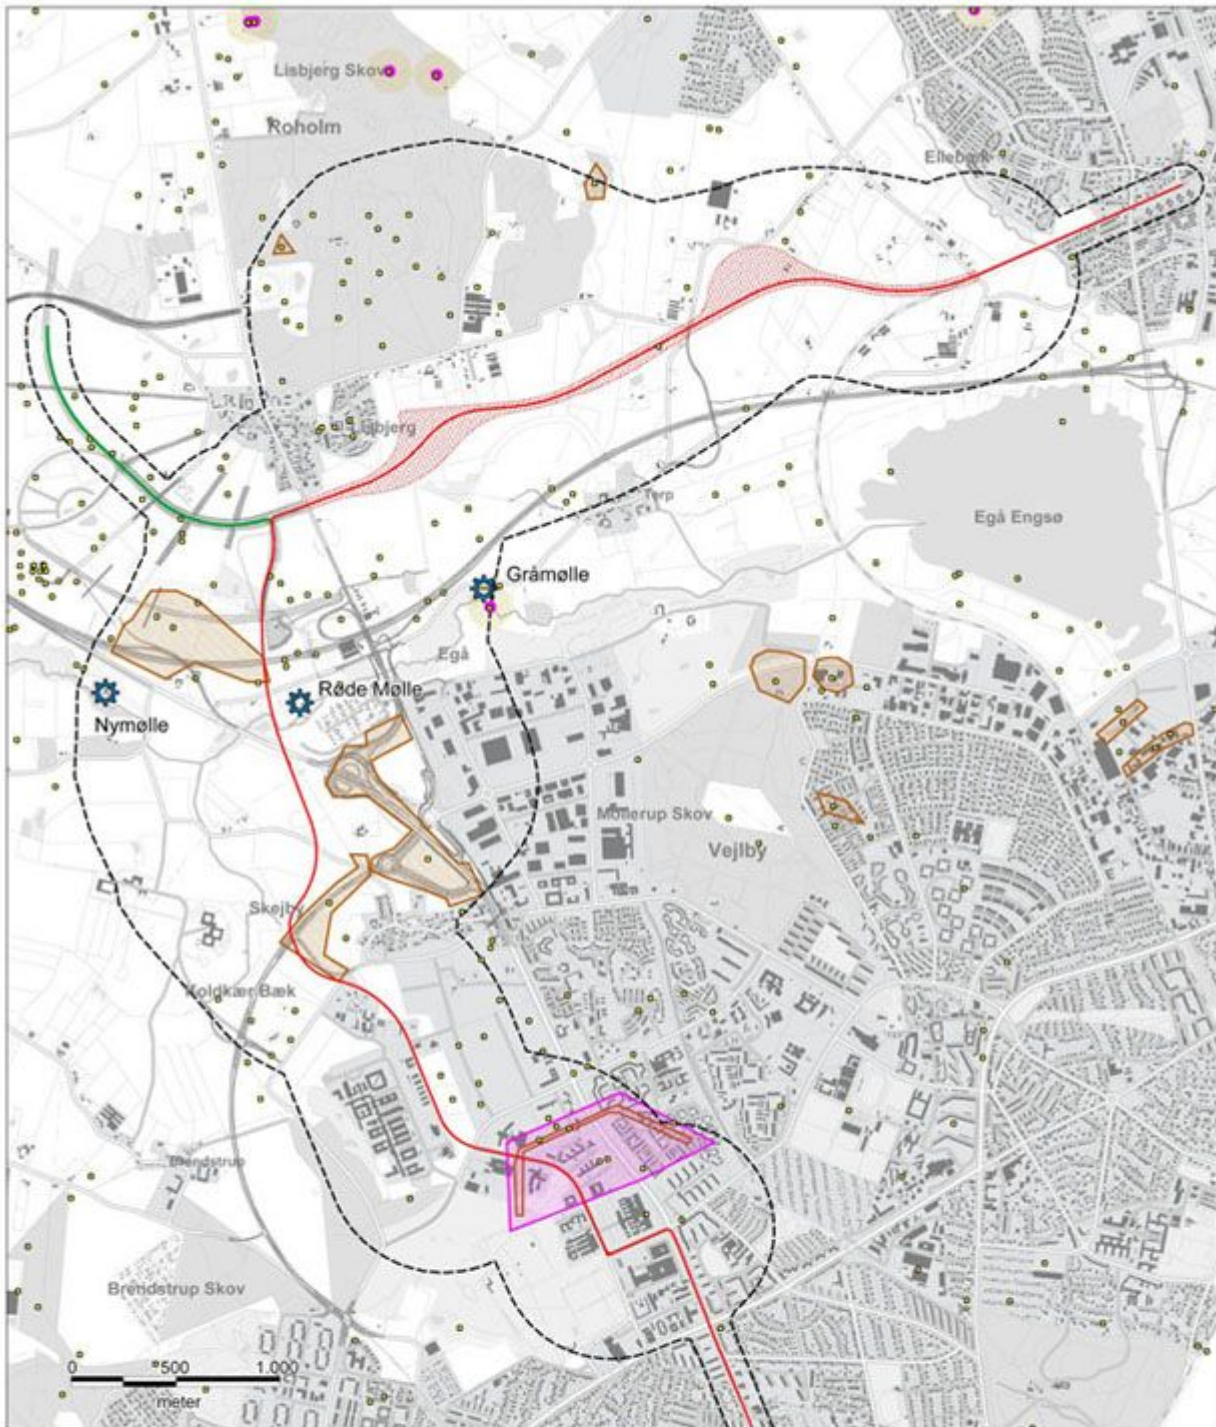 Lisbjerg Skov
Roholm
Ellebæk
Lisbjerg
Terp
Egå Engsø
Gråmølle
Egå
Røde Mølle
Nymølle
Mollerup Skov
Vejlby
Skejby
Koldkær Bæk
Brendstrup
Brendstrup Skov
0 500 1.000
meter